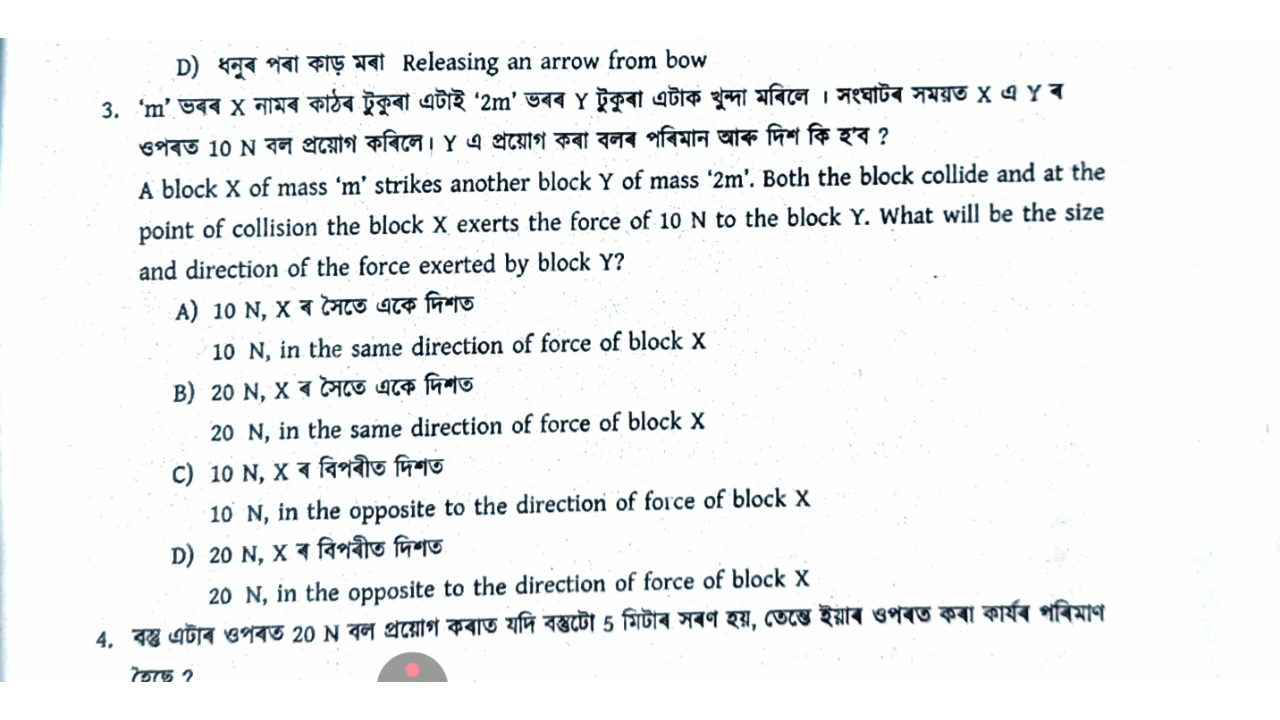 D) ধনুৰ পৰা কাড় মৰা Releasing an arrow from bow
3. ‘m’ ভৰৰ X নামৰ কাঠৰ টুকুৰা এটাই ‘2m’ ভৰৰ Y টুকুৰা এটাক খুন্দা মৰিলে । সংঘাটৰ সময়ত X এ Y ৰ
ওপৰত 10 N বল প্ৰয়োগ কৰিলে। Y এ প্ৰয়োগ কৰা বলৰ পৰিমান আৰু দিশ কি হ'ব ?
A block X of mass ‘m’ strikes another block Y of mass ‘2m’. Both the block collide and at the
point of collision the block X exerts the force of 10 N to the block Y. What will be the size
and direction of the force exerted by block Y?
A) 10 N, X ৰ সৈতে একে দিশত
10 N, in the same direction of force of block X
B) 20 N, X ৰ সৈতে একে দিশত
20 N, in the same direction of force of block X
C) 10 N, X ৰ বিপৰীত দিশত
10 N, in the opposite to the direction of force of block X
D) 20 N, X ৰ বিপৰীত দিশত
20 N, in the opposite to the direction of force of block X
4. বস্তু এটাৰ ওপৰত 20 N বল প্ৰয়োগ কৰাত যদি বস্তুটো 5 মিটাৰ সৰণ হয়, তেন্তে ইয়াৰ ওপৰত কৰা কাৰ্যৰ পৰিমাণ